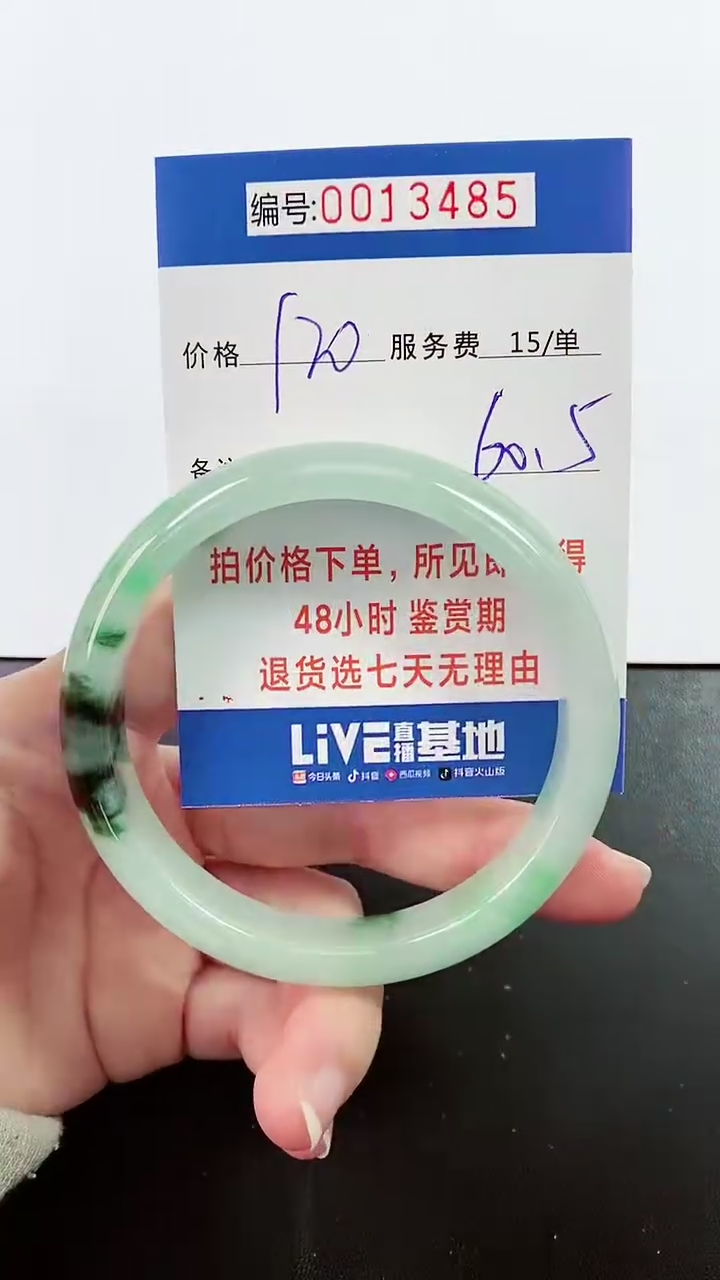 编号:0013485
价格 120 服务费 15/单
60.5
拍价格下单，所见 得
48小时 鉴赏期
退货选七天无理由
LiVE直播基地
今日头条 抖音 西瓜视频 抖音火山版